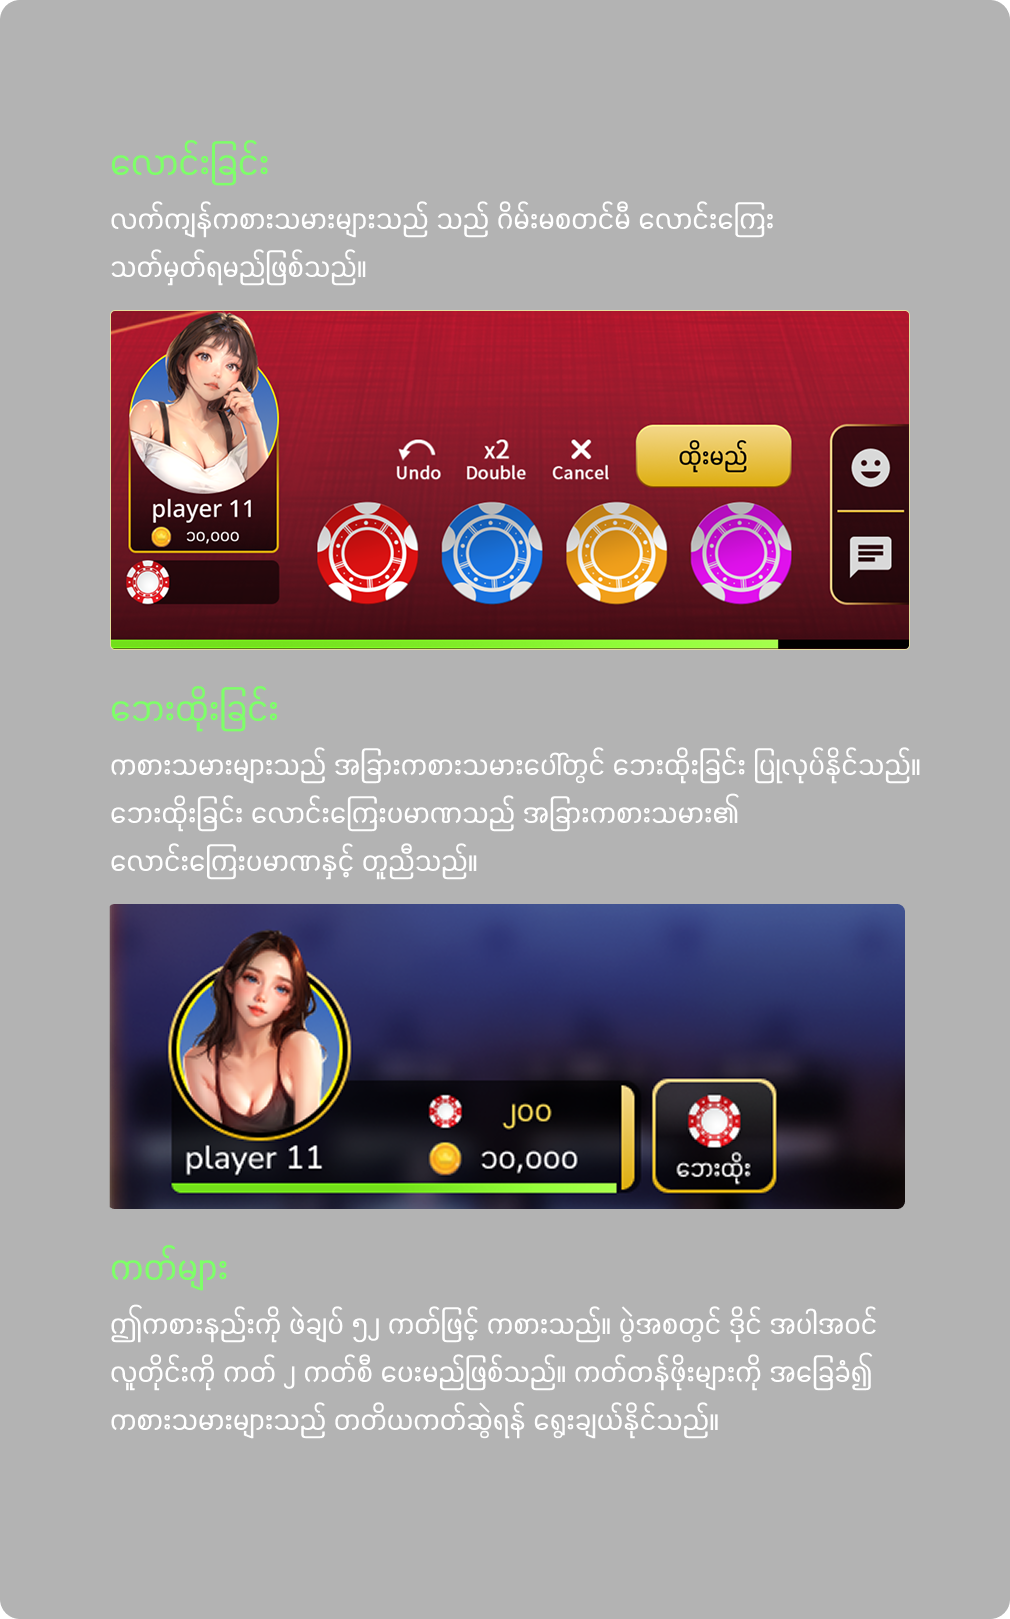 လောင်းခြင်း
လက်ကျန်ကစားသမားများသည် သည် ဂိမ်းမစတင်မီ လောင်းကြေး
သတ်မှတ်ရမည်ဖြစ်သည်။
Undo
x2
Double
Cancel
ထိုးမည်
player 11
၁၀,၀၀၀
ဘေးထိုးခြင်း
ကစားသမားများသည် အခြားကစားသမားပေါ်တွင် ဘေးထိုးခြင်း ပြုလုပ်နိုင်သည်။
ဘေးထိုးခြင်း လောင်းကြေးပမာဏသည် အခြားကစားသမား၏
လောင်းကြေးပမာဏနှင့် တူညီသည်။
၂၀၀
player 11
၁၀,၀၀၀
ဘေးထိုး
ကတ်များ
ဤကစားနည်းကို ဖဲချပ် ၅၂ ကတ်ဖြင့် ကစားသည်။ ပွဲအစတွင် ဒိုင် အပါအဝင်
လူတိုင်းကို ကတ် ၂ ကတ်စီ ပေးမည်ဖြစ်သည်။ ကတ်တန်ဖိုးများကို အခြေခံ၍
ကစားသမားများသည် တတိယကတ်ဆွဲရန် ရွေးချယ်နိုင်သည်။